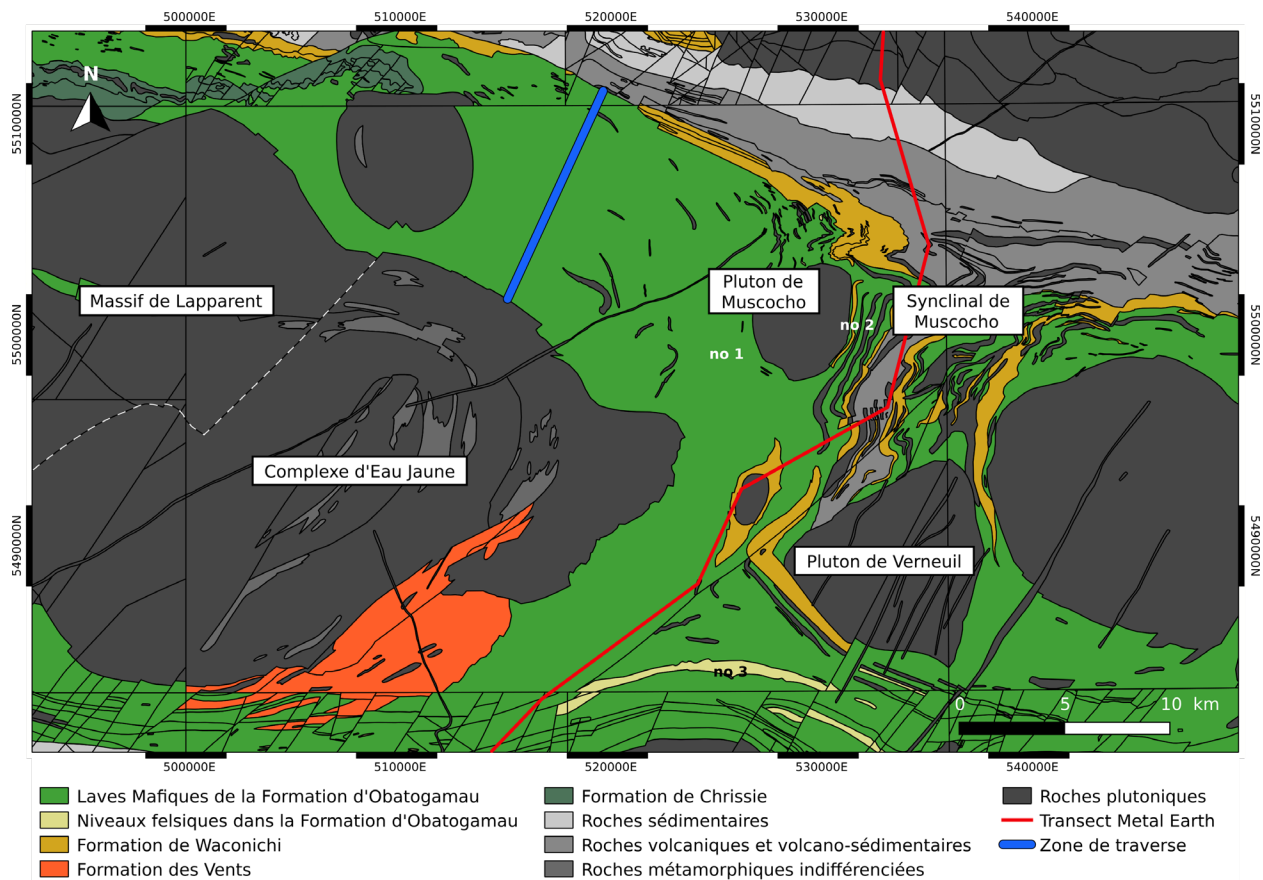 500000E 510000E 520000E 530000E 540000E
N
5510000N 5510000N
Massif de Lapparent
Pluton de
Muscocho
Synclinal de
Muscocho
no 2
no 1
5500000N 5500000N
Complexe d'Eau Jaune
5490000N 5490000N
Pluton de Verneuil
no 3
0 5 10 km
500000E 510000E 520000E 530000E 540000E
Laves Mafiques de la Formation d'Obatogamau
Niveaux felsiques dans la Formation d'Obatogamau
Formation de Waconichi
Formation des Vents
Formation de Chrissie
Roches sédimentaires
Roches volcaniques et volcano-sédimentaires
Roches métamorphiques indifférenciées
Roches plutoniques
Transect Metal Earth
Zone de traverse